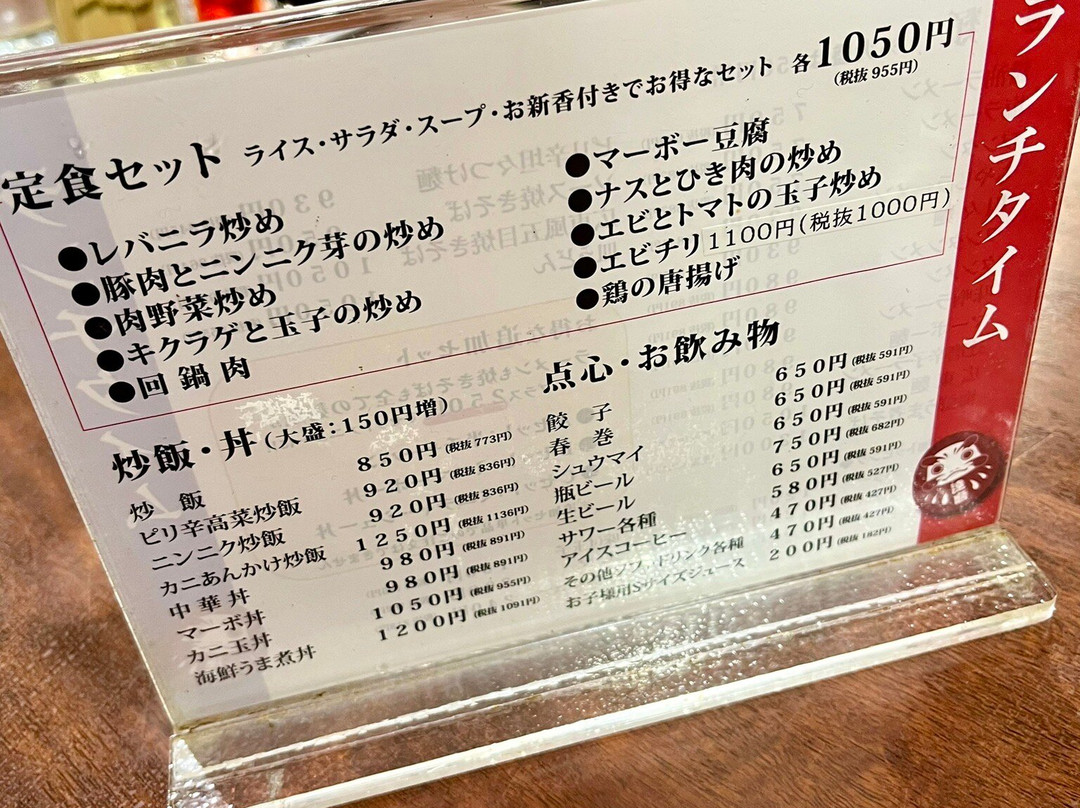 ランチタイム
定食セット ライス・サラダ・スープ・お新香付きでお得なセット 各1050円
(税抜 955円)
●レバニラ炒め
●豚肉とニンニク芽の炒め
●肉野菜炒め
●キクラゲと玉子の炒め
●回鍋肉
●マーボー豆腐
●ナスとひき肉の炒め
●エビとトマトの玉子炒め
●エビチリ 1100円(税抜1000円)
●鶏の唐揚げ
炒飯・丼(大盛:150円増)
炒飯 850円(税抜 773円)
ピリ辛高菜炒飯 920円(税抜 836円)
ニンニク炒飯 920円(税抜 836円)
カニあんかけ炒飯 1250円(税抜 1136円)
中華丼 980円(税抜 891円)
マーボ丼 980円(税抜 891円)
カニ玉丼 1050円(税抜 955円)
海鮮うま煮丼 1200円(税抜 1091円)
点心・お飲み物
餃子 650円(税抜 591円)
春巻 650円(税抜 591円)
シュウマイ 650円(税抜 591円)
瓶ビール 750円(税抜 682円)
生ビール 650円(税抜 591円)
サワー各種 580円(税抜 527円)
アイスコーヒー 470円(税抜 427円)
その他ソフトドリンク各種 470円(税抜 427円)
お子様用Sサイズジュース 200円(税抜 182円)